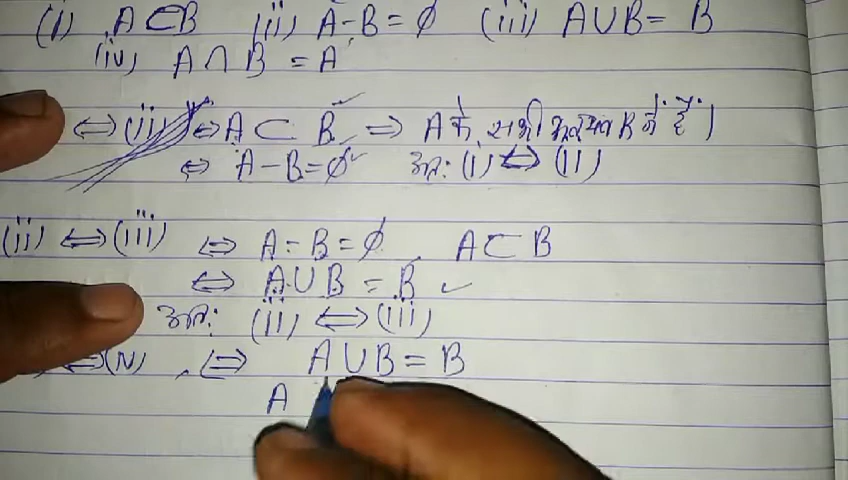 (i) A⊂B (ii) A-B=∅ (iii) A∪B= B
(iv) A∩B = A
⇔(ii) ⇔ A ⊂ B ⇒ A के सभी अवयव B में हैं।
⇔ A-B=∅ अत: (i) ⇔ (ii)
(ii) ⇔ (iii) ⇔ A-B=∅ A⊂B
⇔ A∪B = B
अत: (ii) ⇔ (iii)
⇔(iv) ⇔ A∪B = B
A